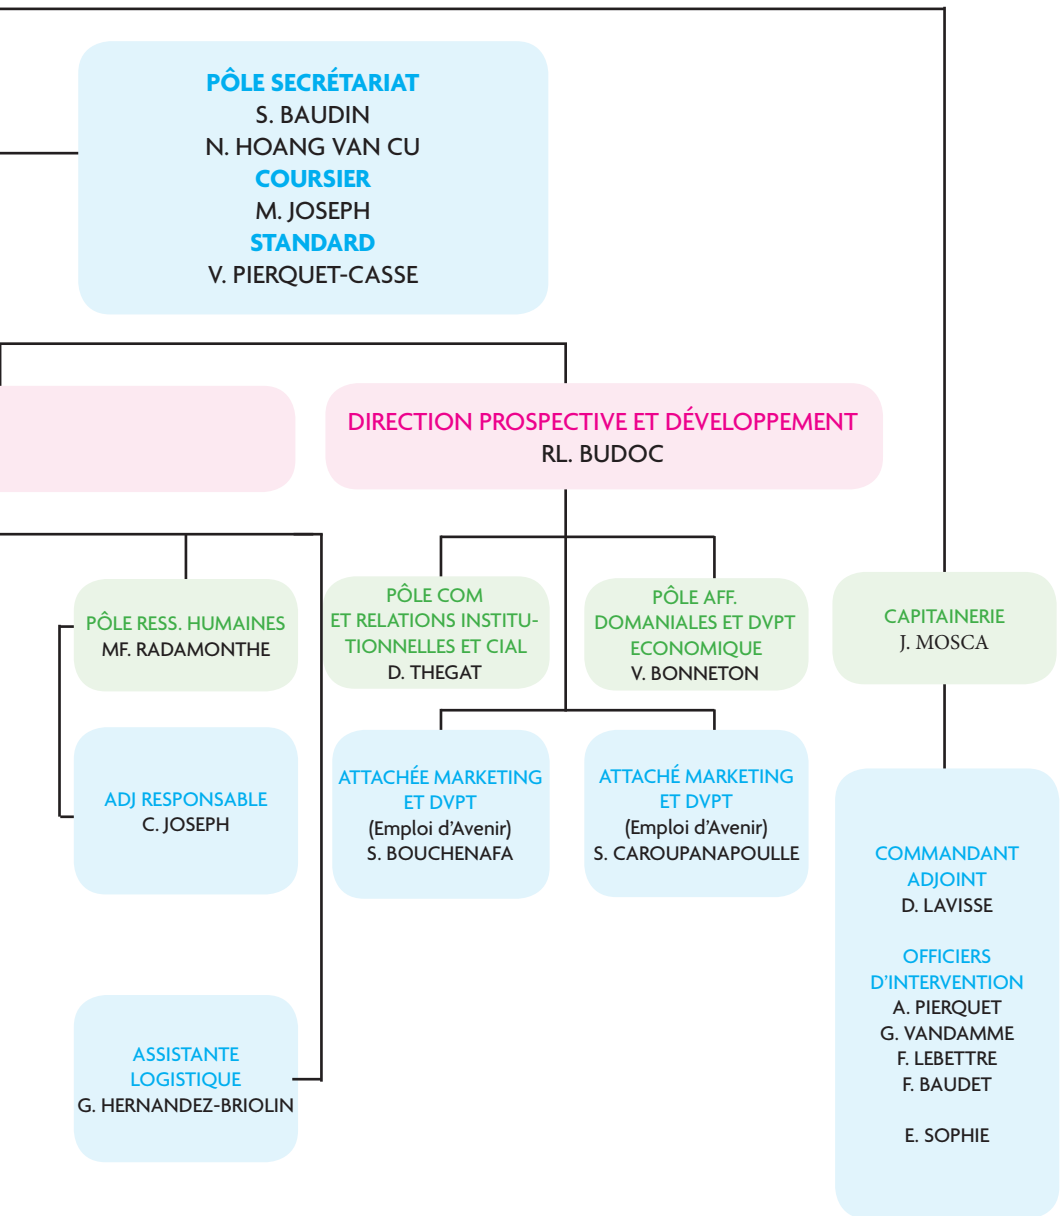 PÔLE SECRÉTARIAT
S. BAUDIN
N. HOANG VAN CU
COURSIER
M. JOSEPH
STANDARD
V. PIERQUET-CASSE
DIRECTION PROSPECTIVE ET DÉVELOPPEMENT
RL. BUDOC
PÔLE RESS. HUMAINES
MF. RADAMONTHE
PÔLE COM
ET RELATIONS INSTITU-
TIONNELLES ET CIAL
D. THEGAT
PÔLE AFF.
DOMANIALES ET DVPT
ECONOMIQUE
V. BONNETON
CAPITAINERIE
J. MOSCA
ADJ RESPONSABLE
C. JOSEPH
ATTACHÉE MARKETING
ET DVPT
(Emploi d’Avenir)
S. BOUCHENAFA
ATTACHÉ MARKETING
ET DVPT
(Emploi d’Avenir)
S. CAROUPANAPOULLE
COMMANDANT
ADJOINT
D. LAVISSE
OFFICIERS
D’INTERVENTION
A. PIERQUET
G. VANDAMME
F. LEBETTRE
F. BAUDET
E. SOPHIE
ASSISTANTE
LOGISTIQUE
G. HERNANDEZ-BRIOLIN